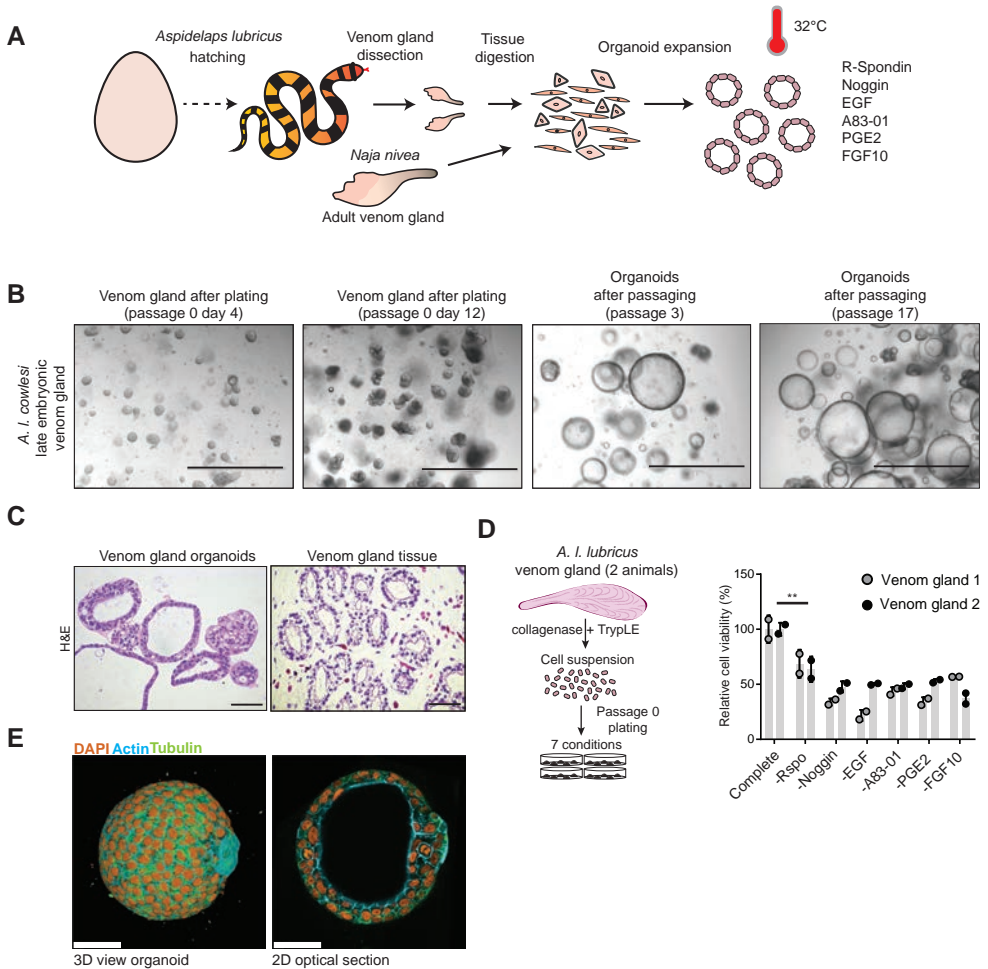 A
Aspidelaps lubricus
hatching
Venom gland
dissection
Tissue
digestion
Organoid expansion
32°C
R-Spondin
Noggin
EGF
A83-01
PGE2
FGF10
Naja nivea
Adult venom gland
B
Venom gland after plating
(passage 0 day 4)
Venom gland after plating
(passage 0 day 12)
Organoids
after passaging
(passage 3)
Organoids
after passaging
(passage 17)
A. l. cowlesi
late embryonic
venom gland
C
Venom gland organoids
Venom gland tissue
H&E
D
A. l. lubricus
venom gland (2 animals)
collagenase + TrypLE
Cell suspension
Passage 0
plating
7 conditions
Relative cell viability (%)
150
100
50
0
**
Venom gland 1
Venom gland 2
Complete
-Rspo
-Noggin
-EGF
-A83-01
-PGE2
-FGF10
E
DAPI Actin Tubulin
3D view organoid
2D optical section